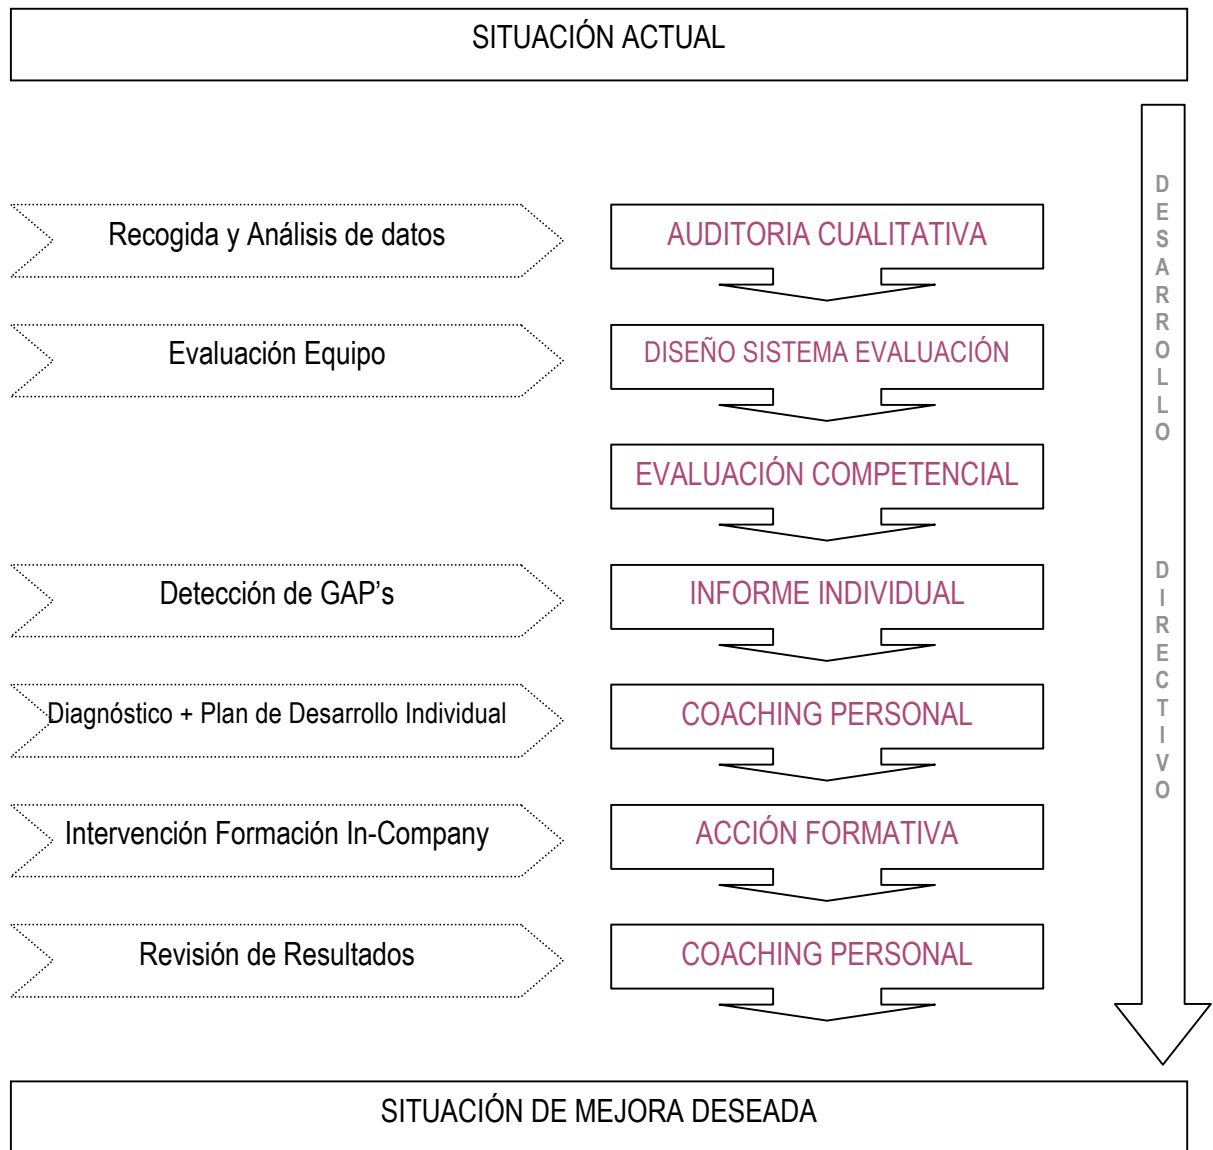 SITUACIÓN ACTUAL
Recogida y Análisis de datos
AUDITORIA CUALITATIVA
Evaluación Equipo
DISEÑO SISTEMA EVALUACIÓN
EVALUACIÓN COMPETENCIAL
Detección de GAP’s
INFORME INDIVIDUAL
Diagnóstico + Plan de Desarrollo Individual
COACHING PERSONAL
Intervención Formación In-Company
ACCIÓN FORMATIVA
Revisión de Resultados
COACHING PERSONAL
DESARROLLO DIRECTIVO
SITUACIÓN DE MEJORA DESEADA